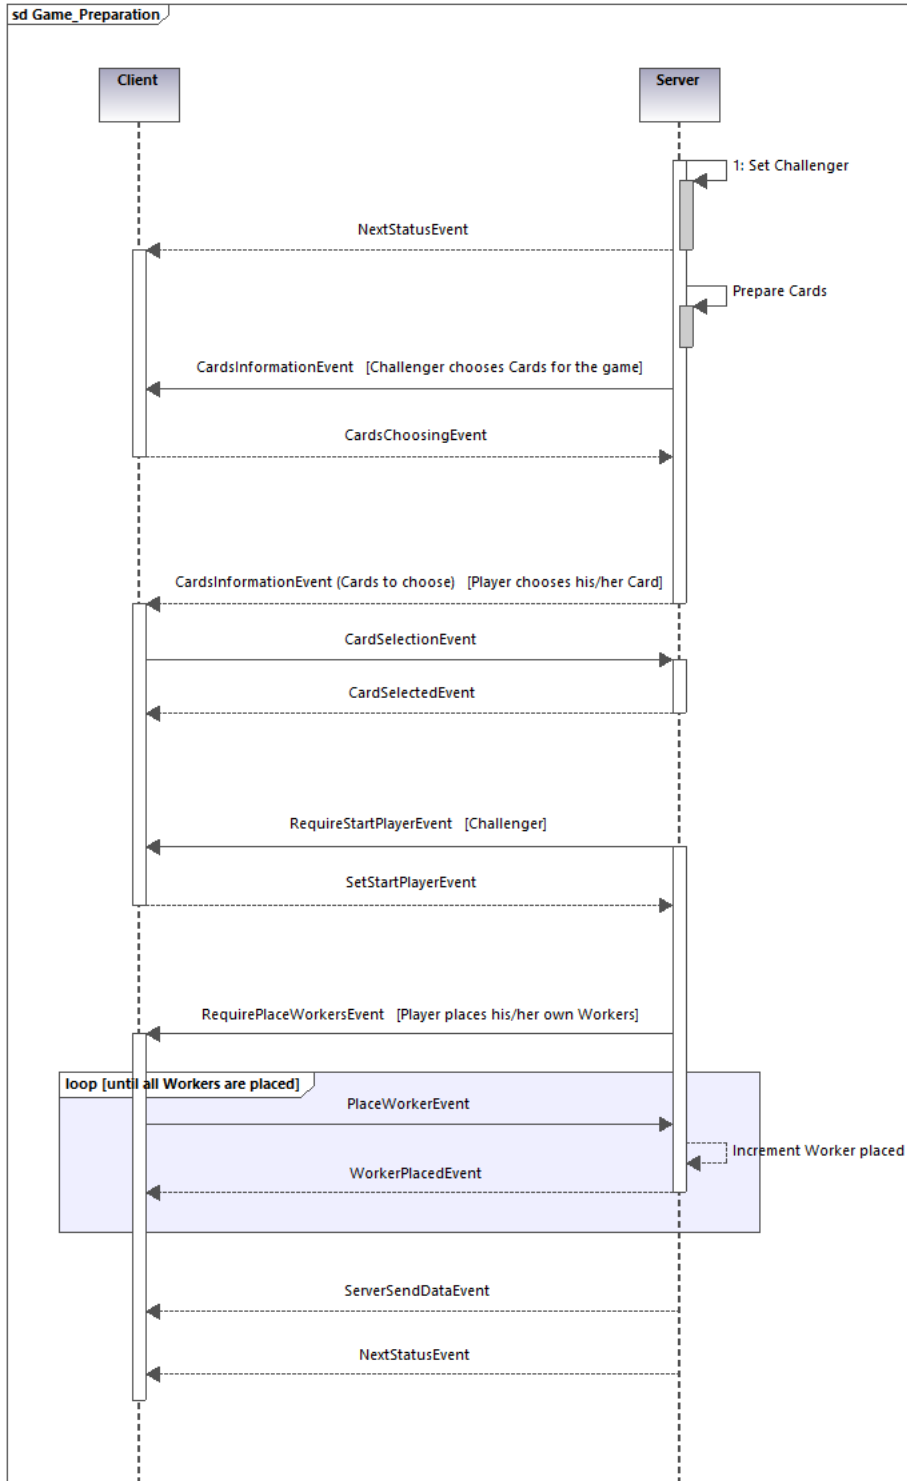 sd Game_Preparation
Client
Server
1: Set Challenger
NextStatusEvent
Prepare Cards
CardsInformationEvent [Challenger chooses Cards for the game]
CardsChoosingEvent
CardsInformationEvent (Cards to choose) [Player chooses his/her Card]
CardSelectionEvent
CardSelectedEvent
RequireStartPlayerEvent [Challenger]
SetStartPlayerEvent
RequirePlaceWorkersEvent [Player places his/her own Workers]
loop [until all Workers are placed]
PlaceWorkerEvent
Increment Worker placed
WorkerPlacedEvent
ServerSendDataEvent
NextStatusEvent